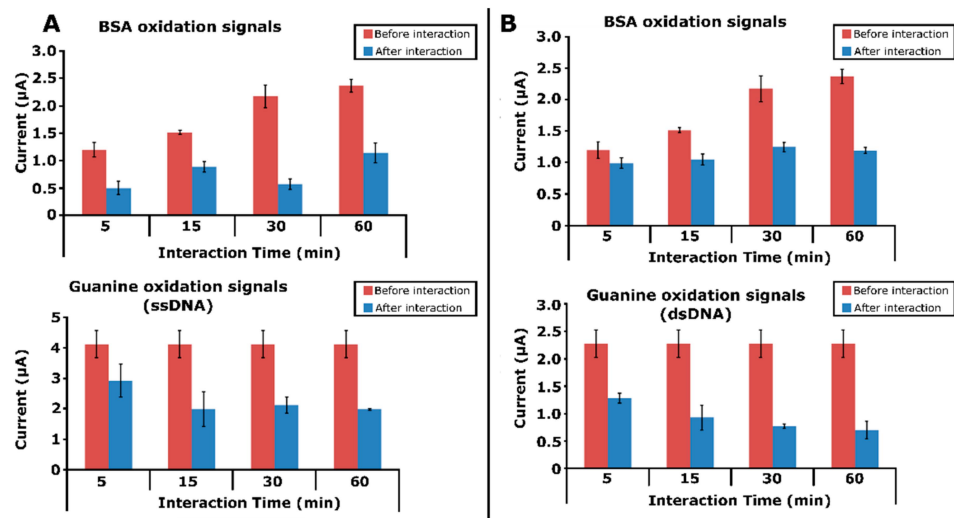 A
BSA oxidation signals
Before interaction
After interaction
Current (µA)
3.0
2.5
2.0
1.5
1.0
0.5
0
5 15 30 60
Interaction Time (min)
Guanine oxidation signals
(ssDNA)
Before interaction
After interaction
Current (µA)
5
4
3
2
1
0
5 15 30 60
Interaction Time (min)
B
BSA oxidation signals
Before interaction
After interaction
Current (µA)
3.0
2.5
2.0
1.5
1.0
0.5
0
5 15 30 60
Interaction Time (min)
Guanine oxidation signals
(dsDNA)
Before interaction
After interaction
Current (µA)
3.0
2.5
2.0
1.5
1.0
0.5
0
5 15 30 60
Interaction Time (min)